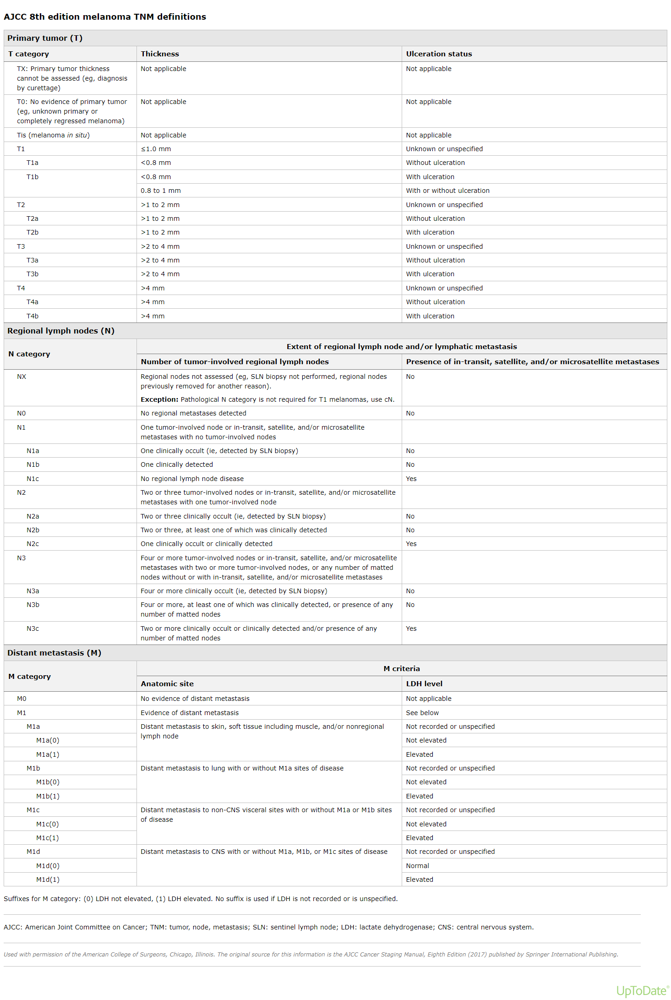 AJCC 8th edition melanoma TNM definitions
Primary tumor (T)
T category Thickness Ulceration status
TX: Primary tumor thickness Not applicable Not applicable
cannot be assessed (eg, diagnosis
by curettage)
T0: No evidence of primary tumor Not applicable Not applicable
(eg, unknown primary or
completely regressed melanoma)
Tis (melanoma in situ) Not applicable Not applicable
T1 ≤1.0 mm Unknown or unspecified
T1a <0.8 mm Without ulceration
T1b <0.8 mm With ulceration
0.8 to 1 mm With or without ulceration
T2 >1 to 2 mm Unknown or unspecified
T2a >1 to 2 mm Without ulceration
T2b >1 to 2 mm With ulceration
T3 >2 to 4 mm Unknown or unspecified
T3a >2 to 4 mm Without ulceration
T3b >2 to 4 mm With ulceration
T4 >4 mm Unknown or unspecified
T4a >4 mm Without ulceration
T4b >4 mm With ulceration
Regional lymph nodes (N)
N category Extent of regional lymph node and/or lymphatic metastasis
Number of tumor-involved regional lymph nodes Presence of in-transit, satellite, and/or microsatellite metastases
NX Regional nodes not assessed (eg, SLN biopsy not performed, regional nodes No
previously removed for another reason).
Exception: Pathological N category is not required for T1 melanomas, use cN.
N0 No regional metastases detected No
N1 One tumor-involved node or in-transit, satellite, and/or microsatellite
metastases with no tumor-involved nodes
N1a One clinically occult (ie, detected by SLN biopsy) No
N1b One clinically detected No
N1c No regional lymph node disease Yes
N2 Two or three tumor-involved nodes or in-transit, satellite, and/or microsatellite
metastases with one tumor-involved node
N2a Two or three clinically occult (ie, detected by SLN biopsy) No
N2b Two or three, at least one of which was clinically detected No
N2c One clinically occult or clinically detected Yes
N3 Four or more tumor-involved nodes or in-transit, satellite, and/or microsatellite
metastases with two or more tumor-involved nodes, or any number of matted
nodes without or with in-transit, satellite, and/or microsatellite metastases
N3a Four or more clinically occult (ie, detected by SLN biopsy) No
N3b Four or more, at least one of which was clinically detected, or presence of any No
number of matted nodes
N3c Two or more clinically occult or clinically detected and/or presence of any Yes
number of matted nodes
Distant metastasis (M)
M category M criteria
Anatomic site LDH level
M0 No evidence of distant metastasis Not applicable
M1 Evidence of distant metastasis See below
M1a Distant metastasis to skin, soft tissue including muscle, and/or nonregional Not recorded or unspecified
lymph node
M1a(0) Not elevated
M1a(1) Elevated
M1b Distant metastasis to lung with or without M1a sites of disease Not recorded or unspecified
M1b(0) Not elevated
M1b(1) Elevated
M1c Distant metastasis to non-CNS visceral sites with or without M1a or M1b sites Not recorded or unspecified
of disease
M1c(0) Not elevated
M1c(1) Elevated
M1d Distant metastasis to CNS with or without M1a, M1b, or M1c sites of disease Not recorded or unspecified
M1d(0) Normal
M1d(1) Elevated
Suffixes for M category: (0) LDH not elevated, (1) LDH elevated. No suffix is used if LDH is not recorded or is unspecified.
AJCC: American Joint Committee on Cancer; TNM: tumor, node, metastasis; SLN: sentinel lymph node; LDH: lactate dehydrogenase; CNS: central nervous system.
Used with permission of the American College of Surgeons, Chicago, Illinois. The original source for this information is the AJCC Cancer Staging Manual, Eighth Edition (2017) published by Springer International Publishing.
UpToDate®